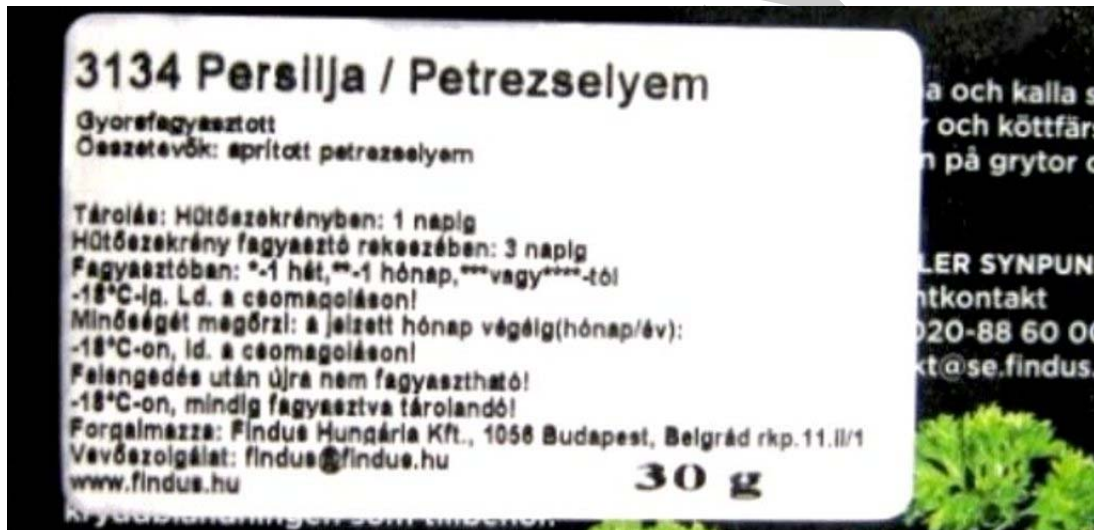 3134 Persilja / Petrezselyem
Gyorsfagyasztott
Összetevők: aprított petrezselyem
Tárolás: Hűtőszekrényben: 1 napig
Hűtőszekrény fagyasztó rekeszében: 3 napig
Fagyasztóban: *-1 hét,**-1 hónap,***vagy****-tól
-18°C-ig. Ld. a csomagoláson!
Minőségét megőrzi: a jelzett hónap végéig(hónap/év):
-18°C-on, ld. a csomagoláson!
Felengedés után újra nem fagyasztható!
-18°C-on, mindig fagyasztva tárolandó!
Forgalmazza: Findus Hungária Kft., 1056 Budapest, Belgrád rkp.11.II/1
Vevőszolgálat: findus@findus.hu
www.findus.hu
30 g
a och kalla s
och köttfärs
n på grytor
LER SYNPUN
ntkontakt
020-88 60 00
kt@se.findus.